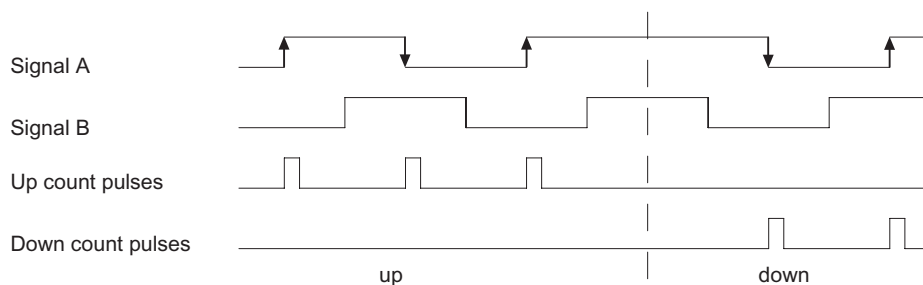 Signal A
Signal B
Up count pulses
Down count pulses
up
down